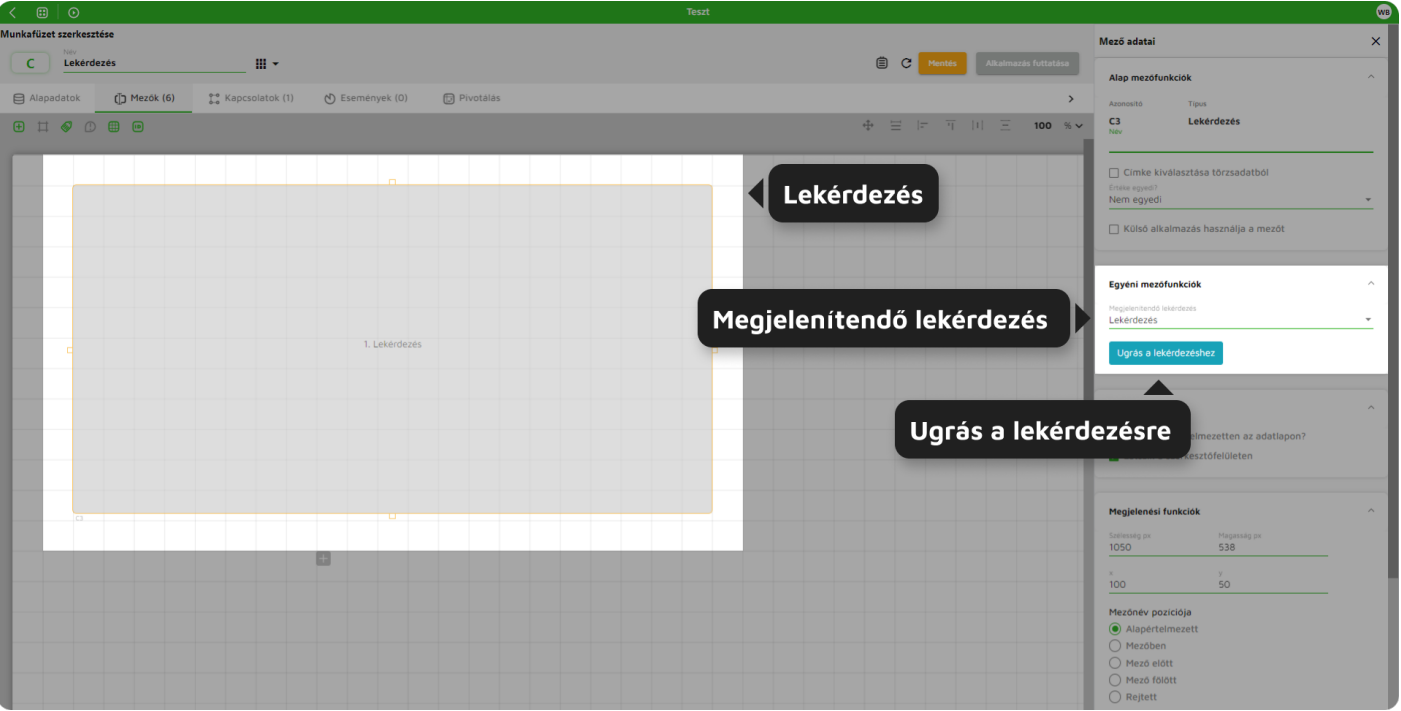 Teszt
WB
Munkafüzet szerkesztése
C
Név
Lekérdezés
Mentés
Alkalmazás futtatása
Alapadatok
Mezők (6)
Kapcsolatok (1)
Események (0)
Pivotálás
100 %
Lekérdezés
1. Lekérdezés
Megjelenítendő lekérdezés
Ugrás a lekérdezésre
Mező adatai
Alap mezőfunkciók
Azonosító Típus
C3 Lekérdezés
Név
Címke kiválasztása törzsadatból
Értéke egyedi?
Nem egyedi
Külső alkalmazás használja a mezőt
Egyéni mezőfunkciók
Megjelenítendő lekérdezés
Lekérdezés
Ugrás a lekérdezéshez
elmezetten az adatlapon?
kesztőfelületen
Megjelenési funkciók
Szélesség px Magasság px
1050 538
x y
100 50
Mezőnév pozíciója
Alapértelmezett
Mezőben
Mező előtt
Mező fölött
Rejtett